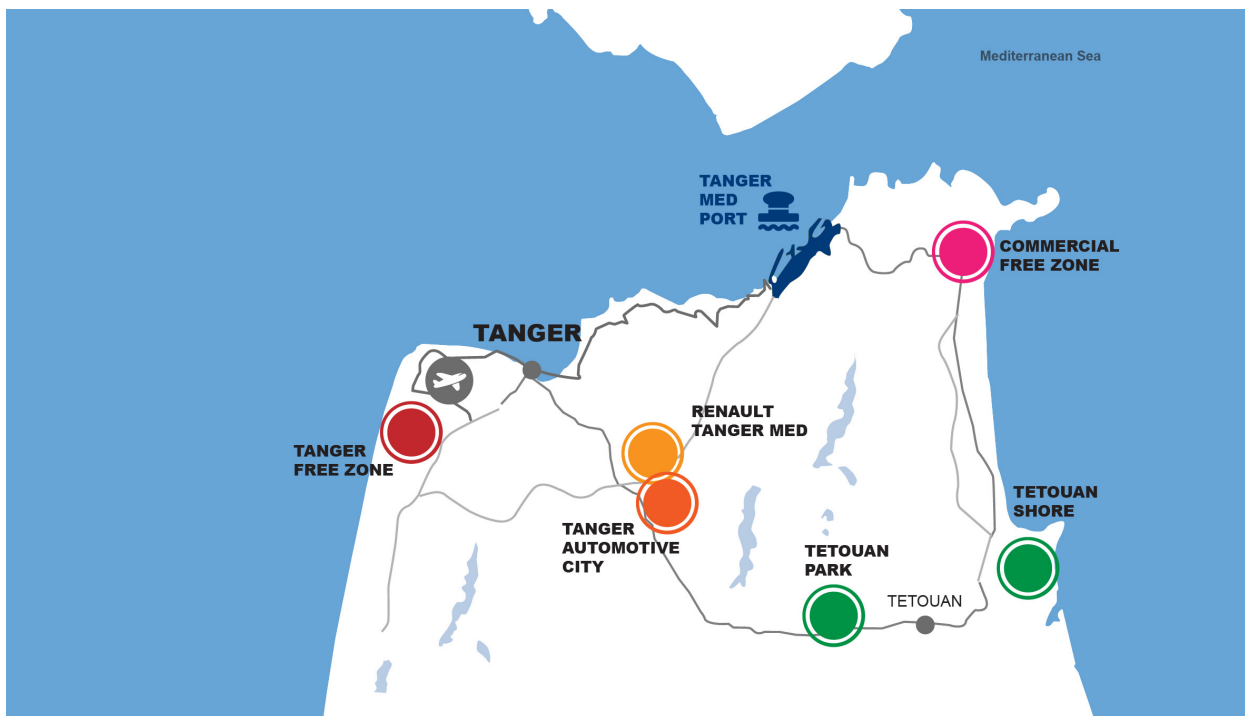 Mediterranean Sea
TANGER
MED
PORT
COMMERCIAL
FREE ZONE
TANGER
RENAULT
TANGER MED
TANGER
FREE ZONE
TETOUAN
SHORE
TANGER
AUTOMOTIVE
CITY
TETOUAN
PARK
TETOUAN